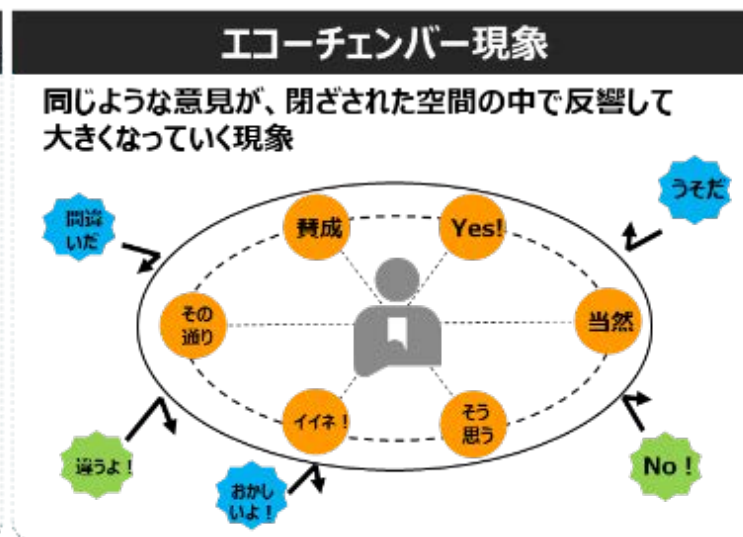 エコーチェンバー現象
同じような意見が、閉ざされた空間の中で反響して
大きくなっていく現象
間違
いだ
うそだ
賛成
Yes!
その
通り
当然
イイネ！
そう
思う
違うよ！
おかし
いよ！
No！